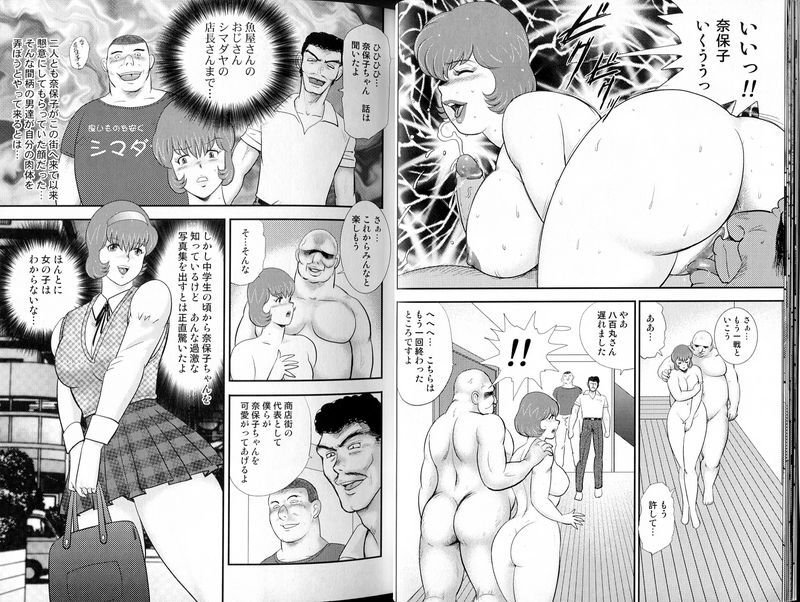 いいっ!!
奈保子
いくううっ
さぁ…
もう一戦と
いこう…
ああ…
もう
許して…
やあ
八百丸さん
遅れました
!!
へへへ…こちらは
もう一回終わった
ところですよ
ひひひひ…
奈保子ちゃん 話は
聞いたよ
魚屋さんの
おじさん
シマダヤの
店長さんまで…
良いものを安く
シマダ
二人とも奈保子がこの街へ来て以来、
懇意にしてもらっていた顔だった…
そんな間柄の男達が自分の肉体を
弄ぼうとやって来るとは…
さぁ…
これからみんなと
楽しもう
そ…そんな
商店街の
代表として
僕らが
奈保子ちゃんを
可愛がってあげるよ
しかし中学生の頃から奈保子ちゃんを
知っているけど あんな過激な
写真集を出すとは正直驚いたよ
ほんとに
女の子は
わからないな…